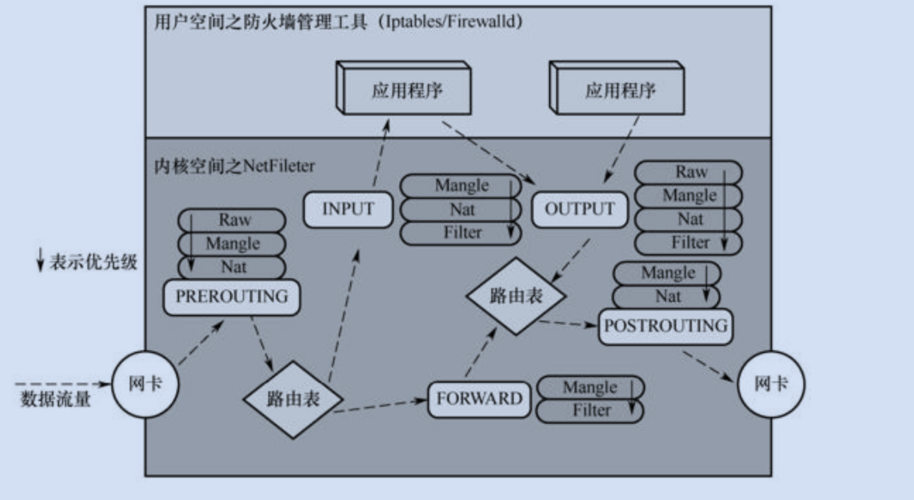 用户空间之防火墙管理工具（Iptables/Firewalld）
应用程序
应用程序
内核空间之NetFileter
Raw
Mangle
Nat
PREROUTING
INPUT
Mangle
Nat
Filter
OUTPUT
Raw
Mangle
Nat
Filter
表示优先级
路由表
Mangle
Nat
POSTROUTING
网卡
数据流量
路由表
FORWARD
Mangle
Filter
网卡